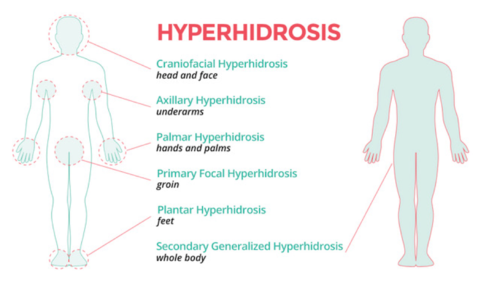 HYPERHIDROSIS
Craniofacial Hyperhidrosis
head and face
Axillary Hyperhidrosis
underarms
Palmar Hyperhidrosis
hands and palms
Primary Focal Hyperhidrosis
groin
Plantar Hyperhidrosis
feet
Secondary Generalized Hyperhidrosis
whole body